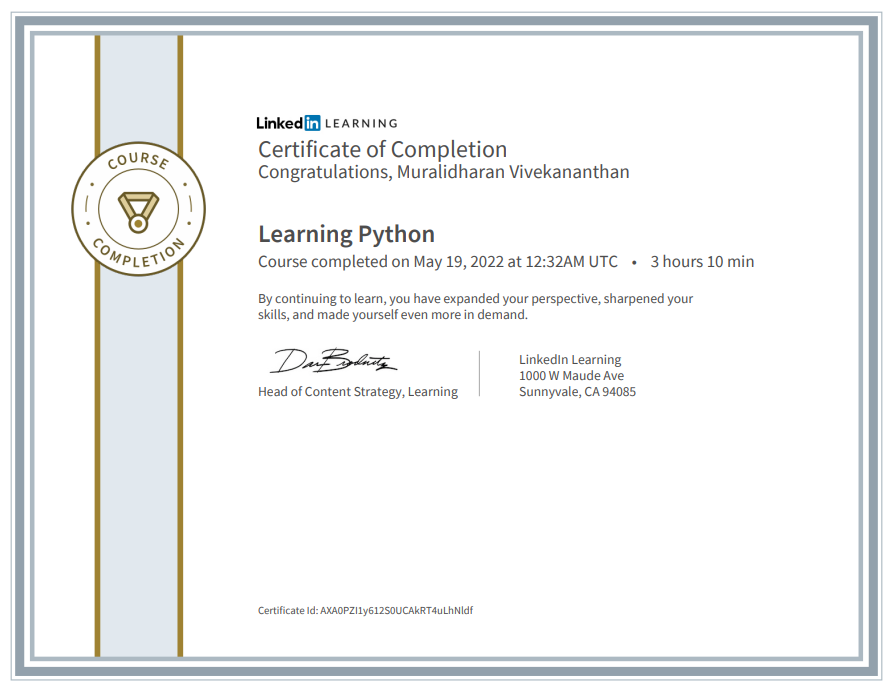 COURSE
COMPLETION
Linkedin LEARNING
Certificate of Completion
Congratulations, Muralidharan Vivekananthan
Learning Python
Course completed on May 19, 2022 at 12:32AM UTC • 3 hours 10 min
By continuing to learn, you have expanded your perspective, sharpened your
skills, and made yourself even more in demand.
Head of Content Strategy, Learning
LinkedIn Learning
1000 W Maude Ave
Sunnyvale, CA 94085
Certificate Id: AXA0PZI1y612S0UCAkRT4uLhNldf